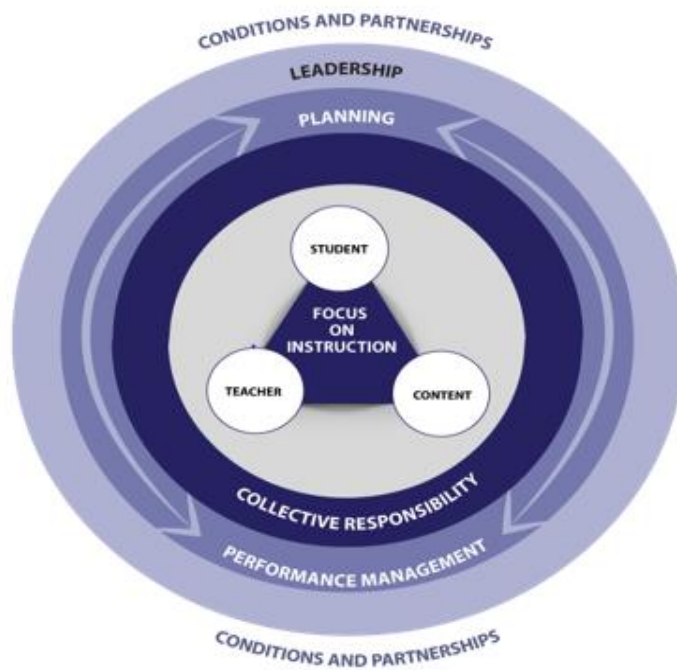 CONDITIONS AND PARTNERSHIPS
LEADERSHIP
PLANNING
STUDENT
FOCUS
ON
INSTRUCTION
TEACHER
CONTENT
COLLECTIVE RESPONSIBILITY
PERFORMANCE MANAGEMENT
CONDITIONS AND PARTNERSHIPS